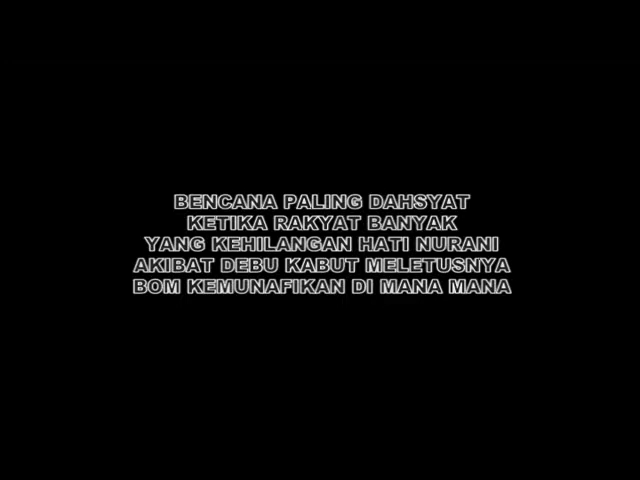 BENCANA PALING DAHSYAT
KETIKA RAKYAT BANYAK
YANG KEHILANGAN HATI NURANI
AKIBAT DEBU KABUT MELETUSNYA
BOM KEMUNAFIKAN DI MANA MANA